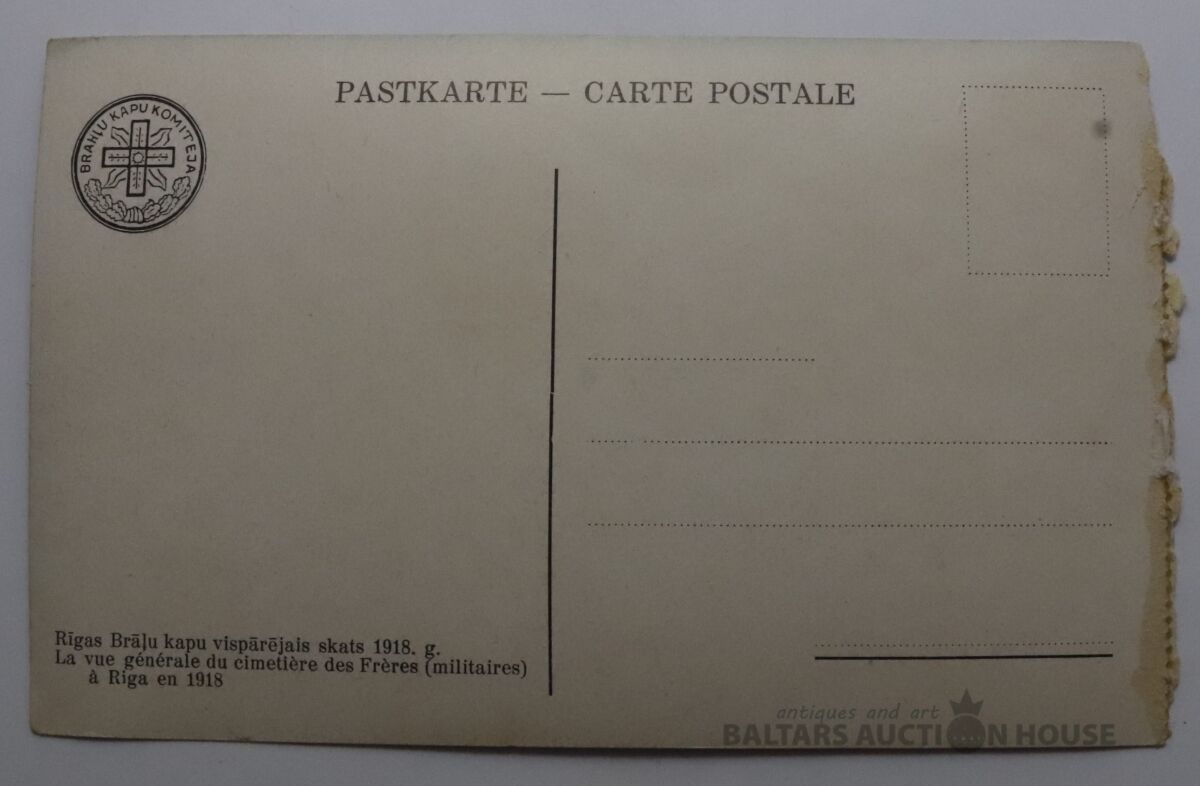 PASTKARTE — CARTE POSTALE
BRAHĻU KAPU KOMITEJA
Rīgas Brāļu kapu vispārējais skats 1918. g.
La vue générale du cimetière des Frères (militaires)
à Riga en 1918
antiques and art
BALTARS AUCTION HOUSE